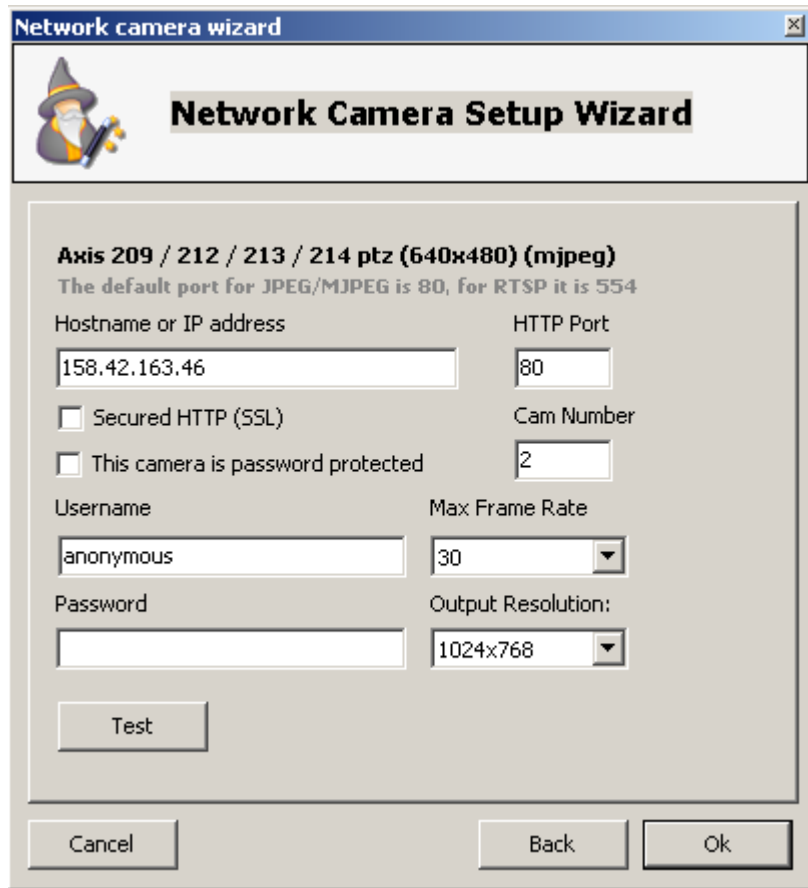 Network camera wizard
Network Camera Setup Wizard
Axis 209 / 212 / 213 / 214 ptz (640x480) (mjpeg)
The default port for JPEG/MJPEG is 80, for RTSP it is 554
Hostname or IP address
HTTP Port
158.42.163.46
80
Secured HTTP (SSL)
Cam Number
This camera is password protected
2
Username
Max Frame Rate
anonymous
30
Password
Output Resolution:
1024x768
Test
Cancel
Back
Ok